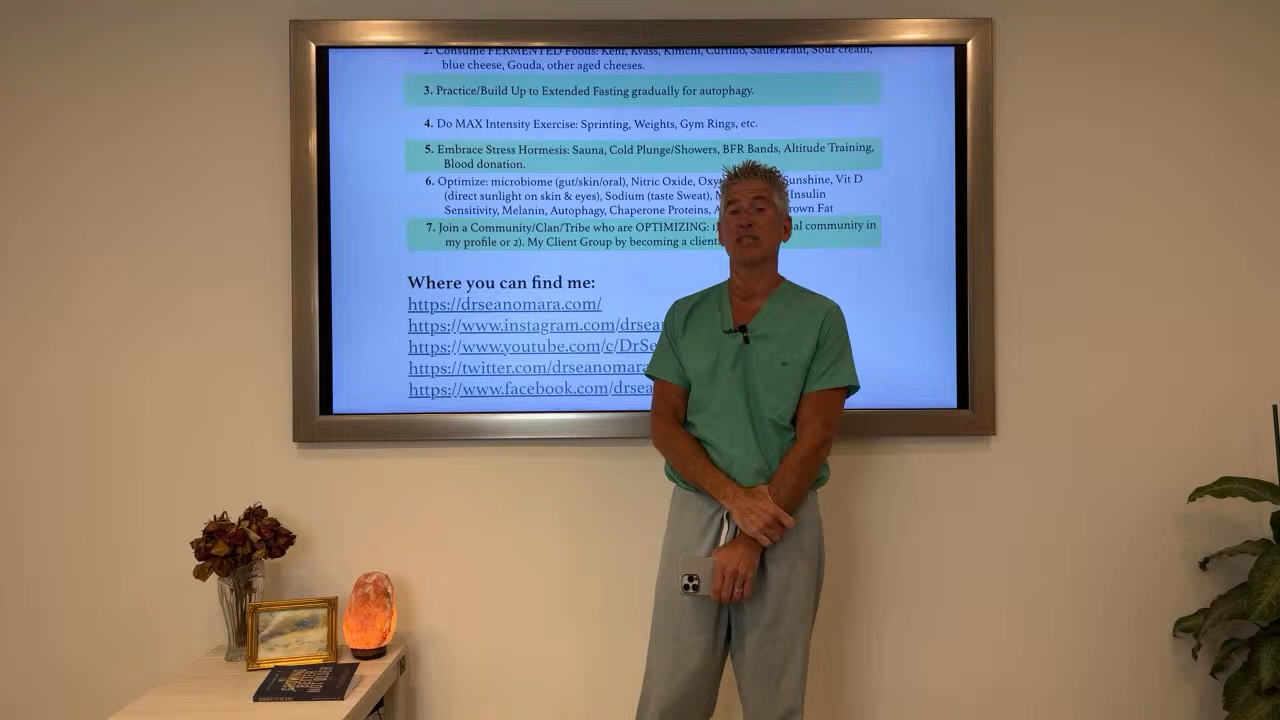 2. Consume FERMENTED Foods: Kefir, Kvass, Kimchi, Curtido, Sauerkraut, Sour cream,
blue cheese, Gouda, other aged cheeses.
3. Practice/Build Up to Extended Fasting gradually for autophagy.
4. Do MAX Intensity Exercise: Sprinting, Weights, Gym Rings, etc.
5. Embrace Stress Hormesis: Sauna, Cold Plunge/Showers, BFR Bands, Altitude Training,
Blood donation.
6. Optimize: microbiome (gut/skin/oral), Nitric Oxide, Sunshine, Vit D
(direct sunlight on skin & eyes), Sodium (taste Sweat), Insulin
Sensitivity, Melanin, Autophagy, Chaperone Proteins, Fat
7. Join a Community/Clan/Tribe who are OPTIMIZING: community in
my profile or 2). My Client Group by becoming a client
Where you can find me:
https://drseanomara.com/
https://www.instagram.com/drsea
https://www.youtube.com/c/DrSe
https://twitter.com/drseanomara
https://www.facebook.com/drsea
GROWING
BETTER
NOT OLDER